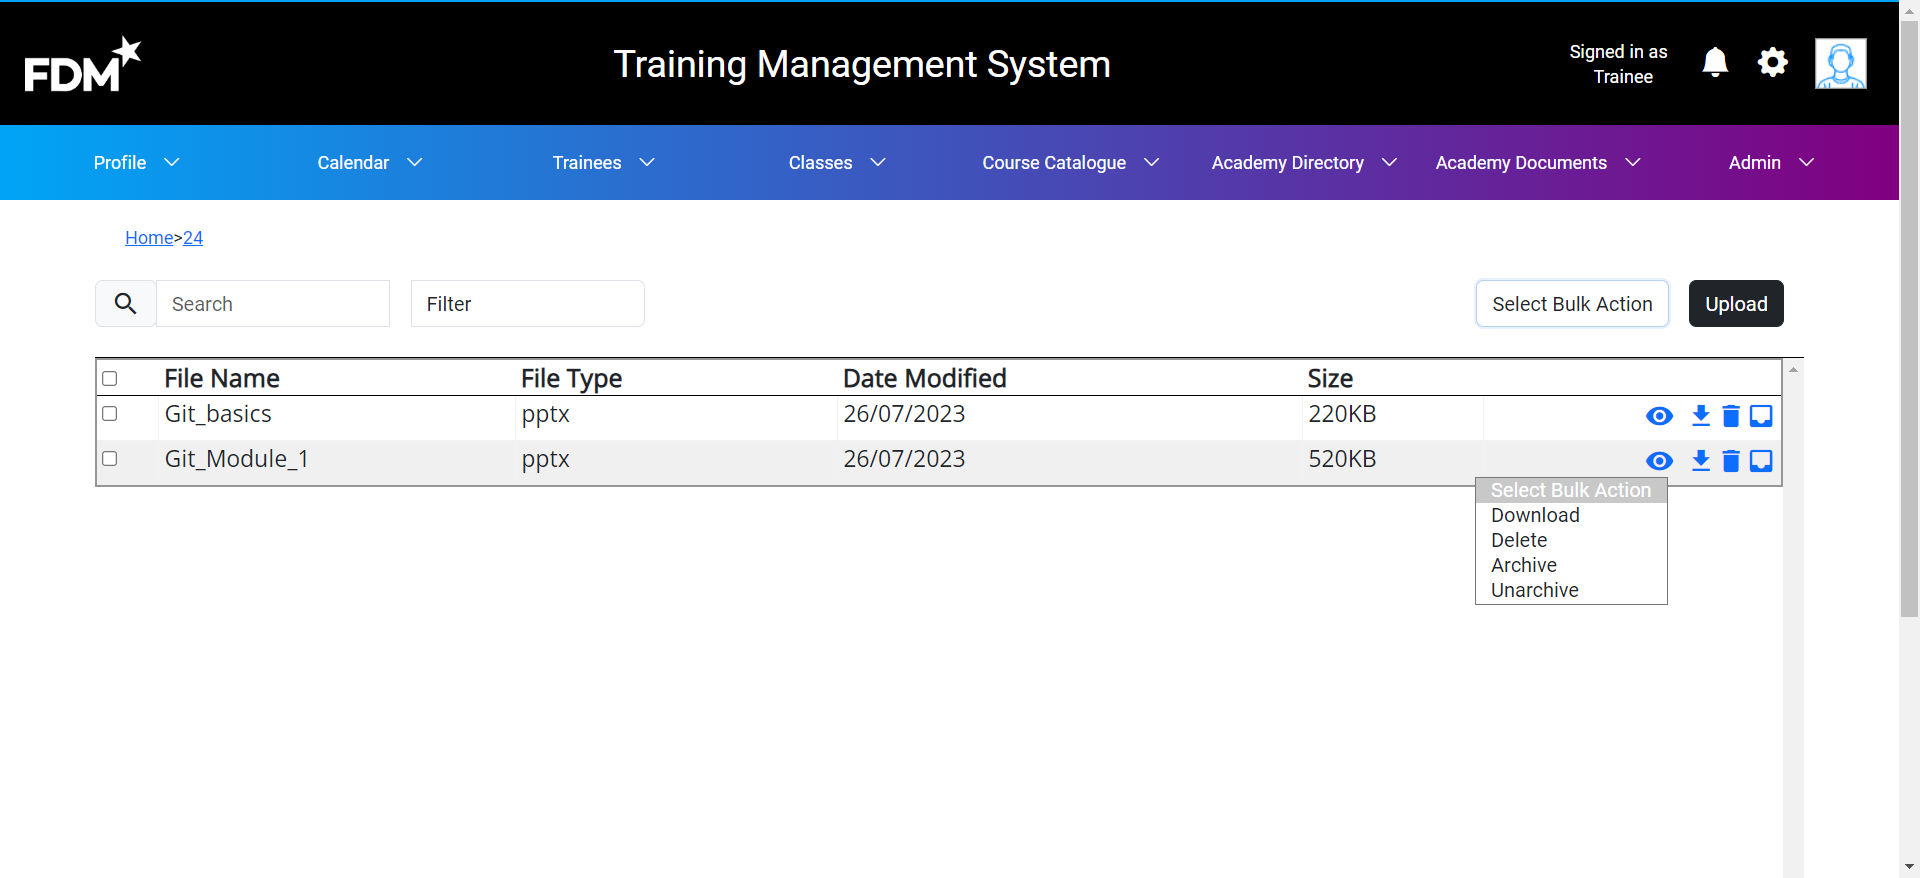 FDM
Training Management System
Signed in as
Trainee
Profile Calendar Trainees Classes Course Catalogue Academy Directory Academy Documents Admin
Home>24
Search Filter Select Bulk Action Upload
File Name File Type Date Modified Size
Git_basics pptx 26/07/2023 220KB
Git_Module_1 pptx 26/07/2023 520KB
Select Bulk Action
Download
Delete
Archive
Unarchive